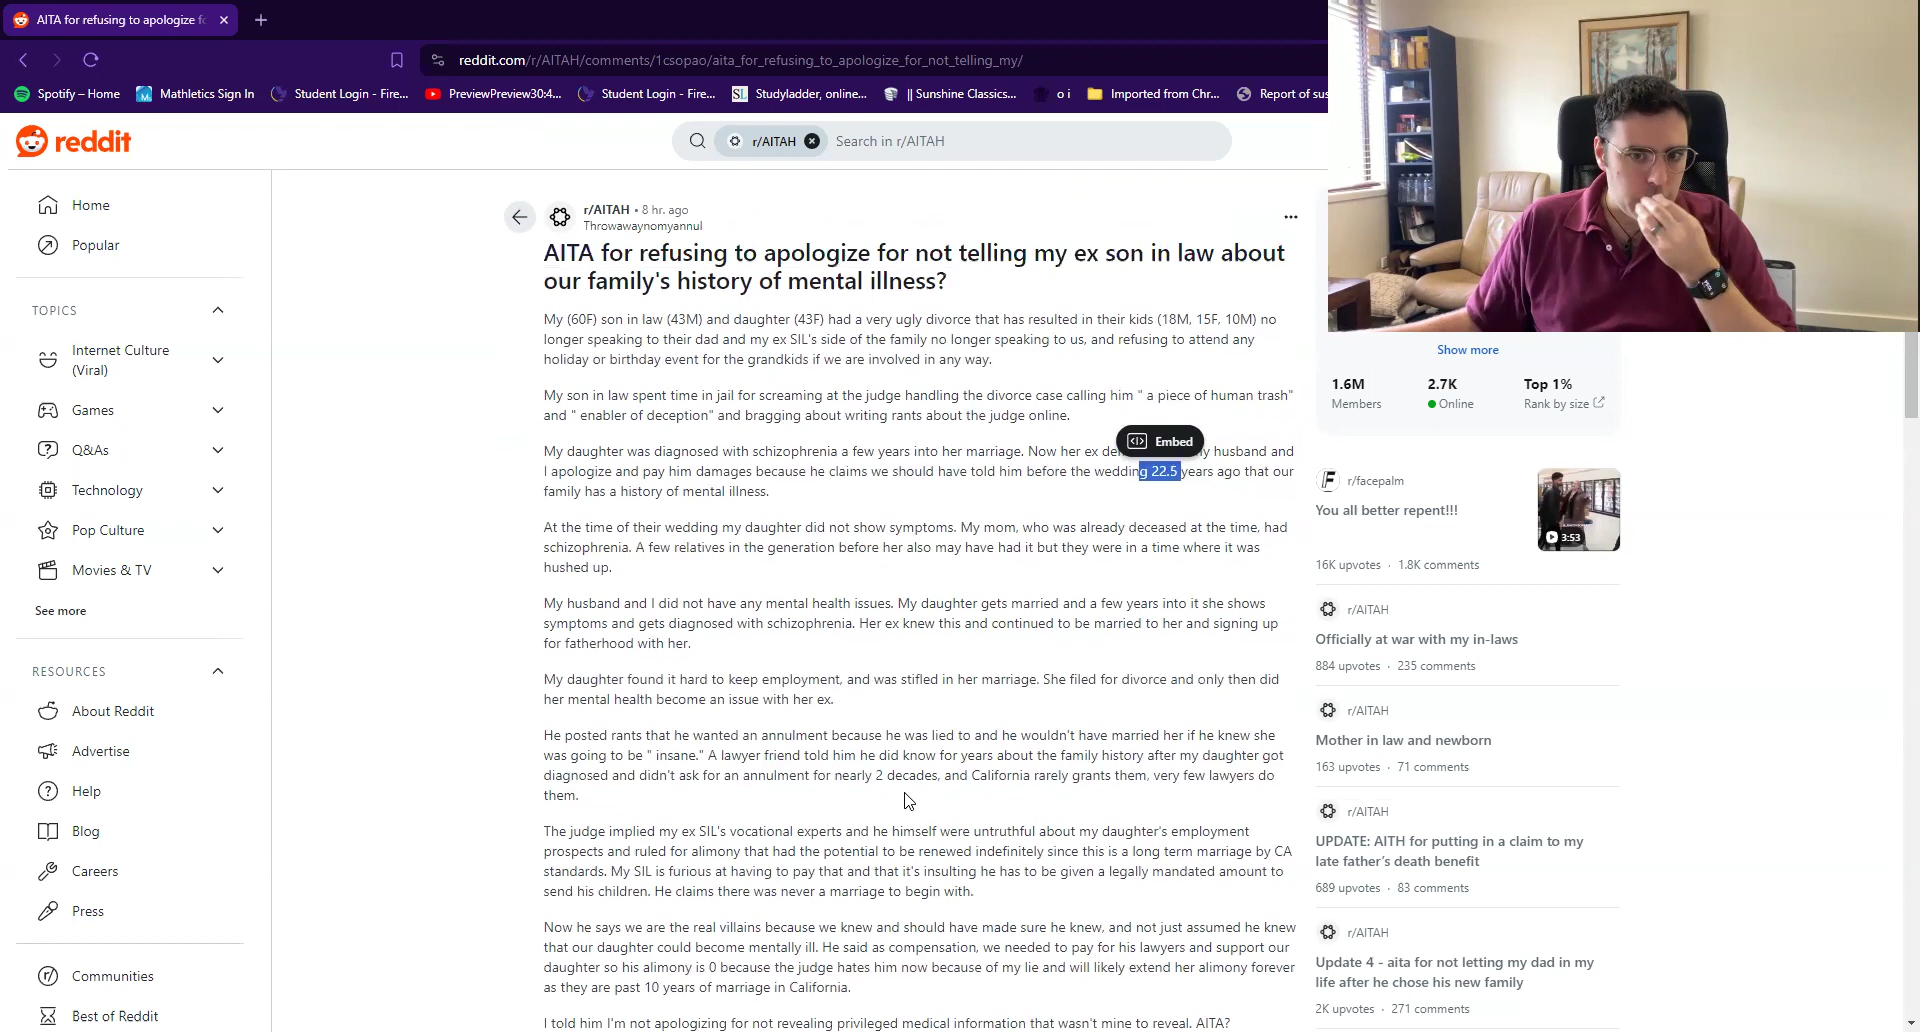 AITA for refusing to apologize fo
reddit.com/r/AITAH/comments/1csopao/aita_for_refusing_to_apologize_for_not_telling_my/
Spotify – Home
Mathletics Sign In
Student Login - Fire...
PreviewPreview30:4...
Student Login - Fire...
SL
Studyladder, online...
|| Sunshine Classics...
o i
Imported from Chr...
Report of sus
reddit
r/AITAH
Search in r/AITAH
Home
Popular
TOPICS
Internet Culture
(Viral)
Games
Q&As
Technology
Pop Culture
Movies & TV
See more
RESOURCES
About Reddit
Advertise
Help
Blog
Careers
Press
Communities
Best of Reddit
r/AITAH • 8 hr. ago
Throwawaynomyannul
AITA for refusing to apologize for not telling my ex son in law about
our family's history of mental illness?
My (60F) son in law (43M) and daughter (43F) had a very ugly divorce that has resulted in their kids (18M, 15F, 10M) no
longer speaking to their dad and my ex SIL's side of the family no longer speaking to us, and refusing to attend any
holiday or birthday event for the grandkids if we are involved in any way.
My son in law spent time in jail for screaming at the judge handling the divorce case calling him " a piece of human trash"
and " enabler of deception" and bragging about writing rants about the judge online.
Embed
My daughter was diagnosed with schizophrenia a few years into her marriage. Now her ex de y husband and
I apologize and pay him damages because he claims we should have told him before the wedding 22.5 years ago that our
family has a history of mental illness.
At the time of their wedding my daughter did not show symptoms. My mom, who was already deceased at the time, had
schizophrenia. A few relatives in the generation before her also may have had it but they were in a time where it was
hushed up.
My husband and I did not have any mental health issues. My daughter gets married and a few years into it she shows
symptoms and gets diagnosed with schizophrenia. Her ex knew this and continued to be married to her and signing up
for fatherhood with her.
My daughter found it hard to keep employment, and was stifled in her marriage. She filed for divorce and only then did
her mental health become an issue with her ex.
He posted rants that he wanted an annulment because he was lied to and he wouldn't have married her if he knew she
was going to be " insane." A lawyer friend told him he did know for years about the family history after my daughter got
diagnosed and didn't ask for an annulment for nearly 2 decades, and California rarely grants them, very few lawyers do
them.
The judge implied my ex SIL's vocational experts and he himself were untruthful about my daughter's employment
prospects and ruled for alimony that had the potential to be renewed indefinitely since this is a long term marriage by CA
standards. My SIL is furious at having to pay that and that it's insulting he has to be given a legally mandated amount to
send his children. He claims there was never a marriage to begin with.
Now he says we are the real villains because we knew and should have made sure he knew, and not just assumed he knew
that our daughter could become mentally ill. He said as compensation, we needed to pay for his lawyers and support our
daughter so his alimony is 0 because the judge hates him now because of my lie and will likely extend her alimony forever
as they are past 10 years of marriage in California.
I told him I'm not apologizing for not revealing privileged medical information that wasn't mine to reveal. AITA?
Show more
1.6M
Members
2.7K
Online
Top 1%
Rank by size
r/facepalm
You all better repent!!!
3:53
16K upvotes · 1.8K comments
r/AITAH
Officially at war with my in-laws
884 upvotes · 235 comments
r/AITAH
Mother in law and newborn
163 upvotes · 71 comments
r/AITAH
UPDATE: AITH for putting in a claim to my
late father's death benefit
689 upvotes · 83 comments
r/AITAH
Update 4 - aita for not letting my dad in my
life after he chose his new family
2K upvotes · 271 comments